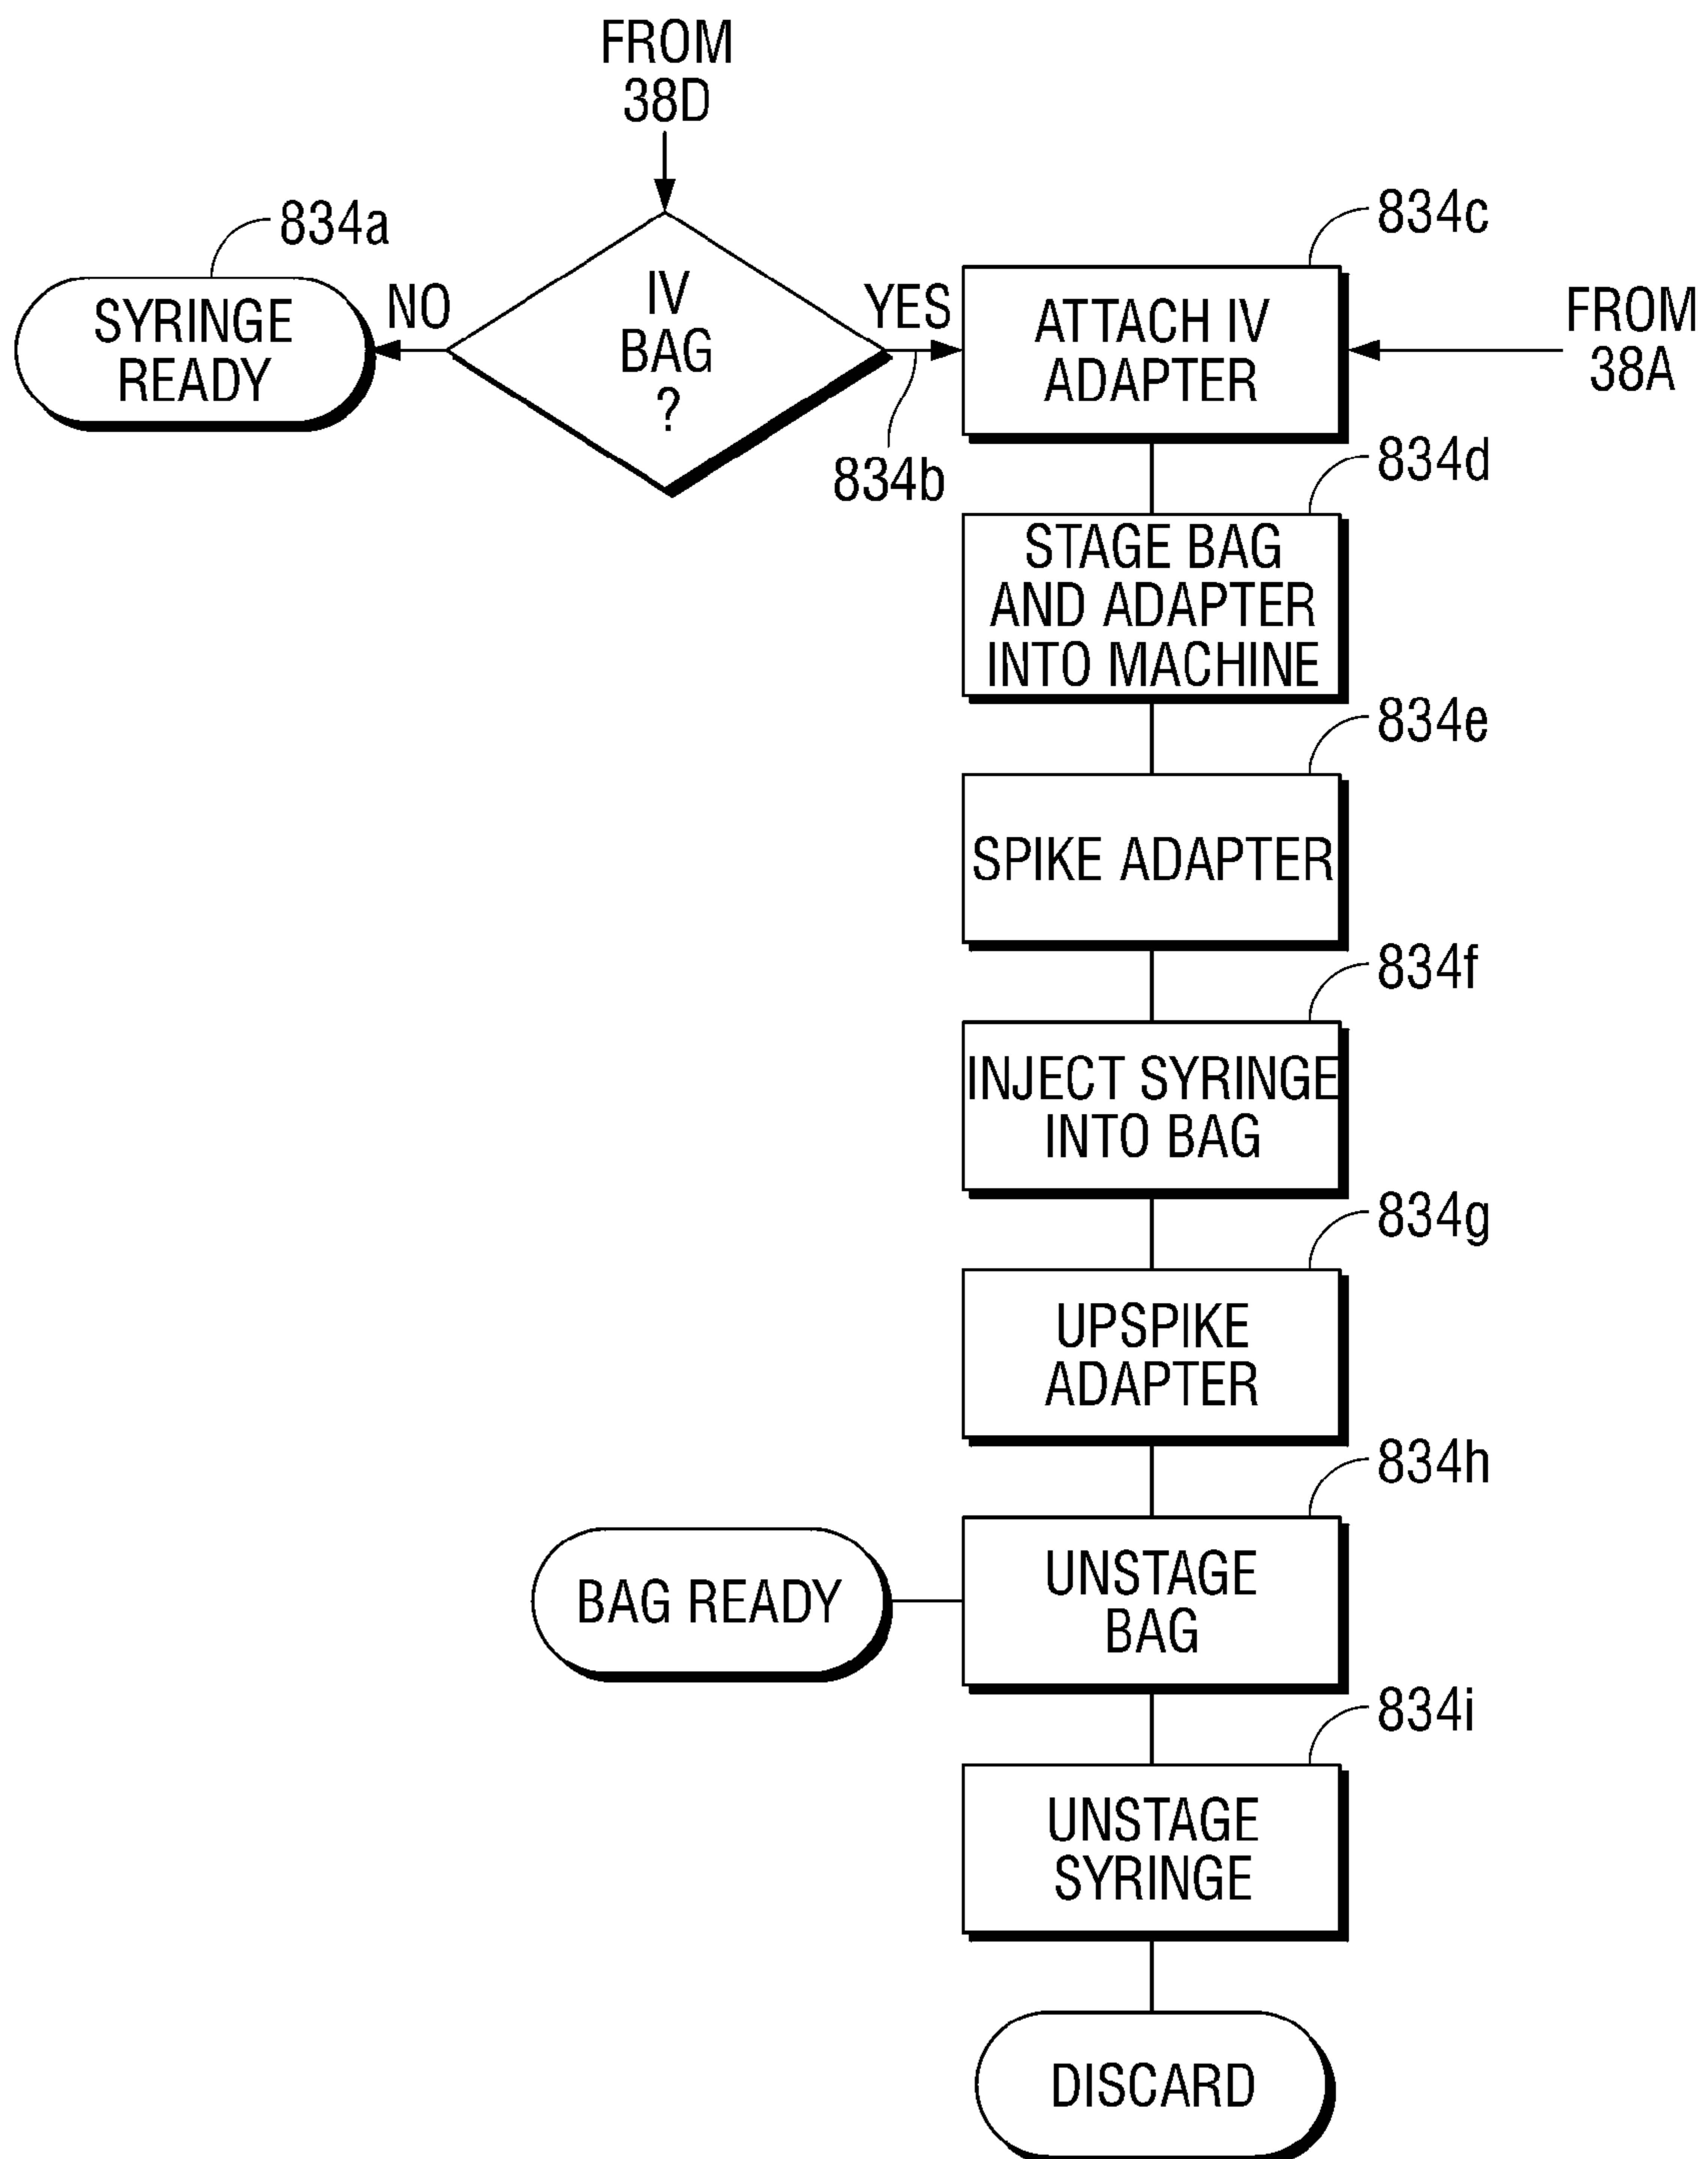 FROM
38D
834a
SYRINGE
READY
NO
IV
BAG
?
YES
834b
834c
ATTACH IV
ADAPTER
FROM
38A
834d
STAGE BAG
AND ADAPTER
INTO MACHINE
834e
SPIKE ADAPTER
834f
INJECT SYRINGE
INTO BAG
834g
UPSPIKE
ADAPTER
834h
UNSTAGE
BAG
BAG READY
834i
UNSTAGE
SYRINGE
DISCARD